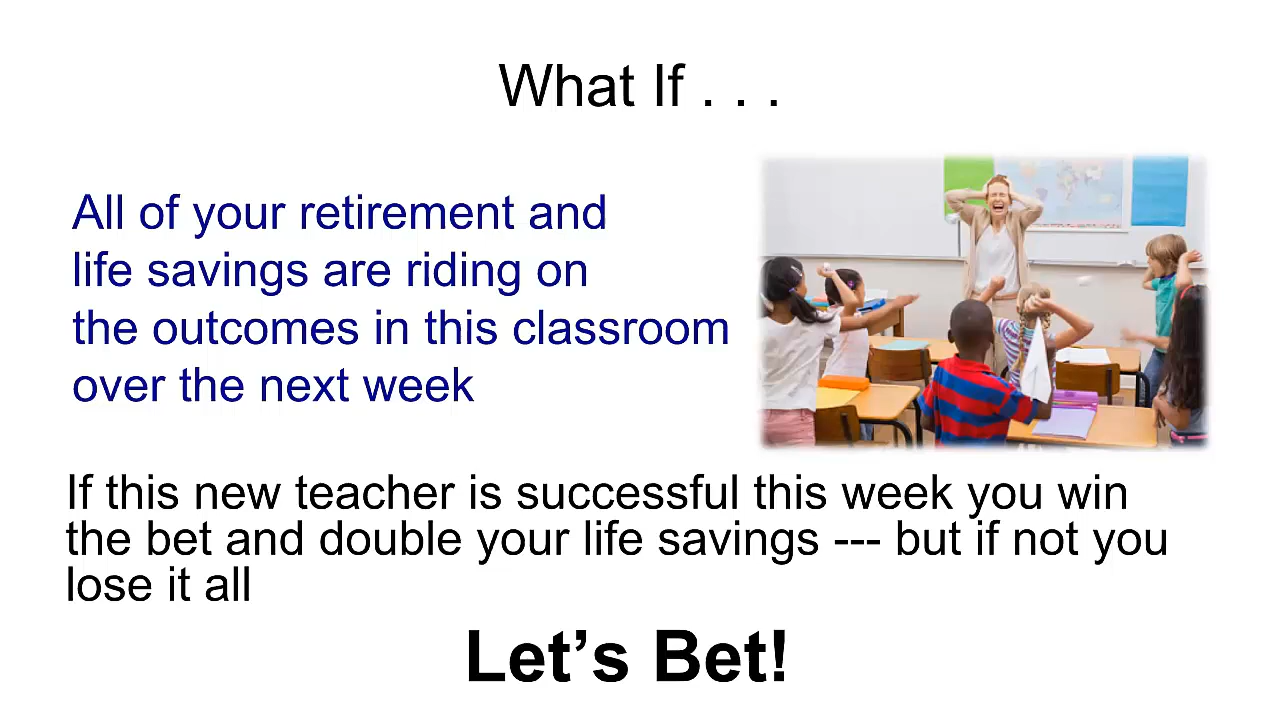 What If . . .
All of your retirement and
life savings are riding on
the outcomes in this classroom
over the next week
If this new teacher is successful this week you win
the bet and double your life savings --- but if not you
lose it all
Let’s Bet!